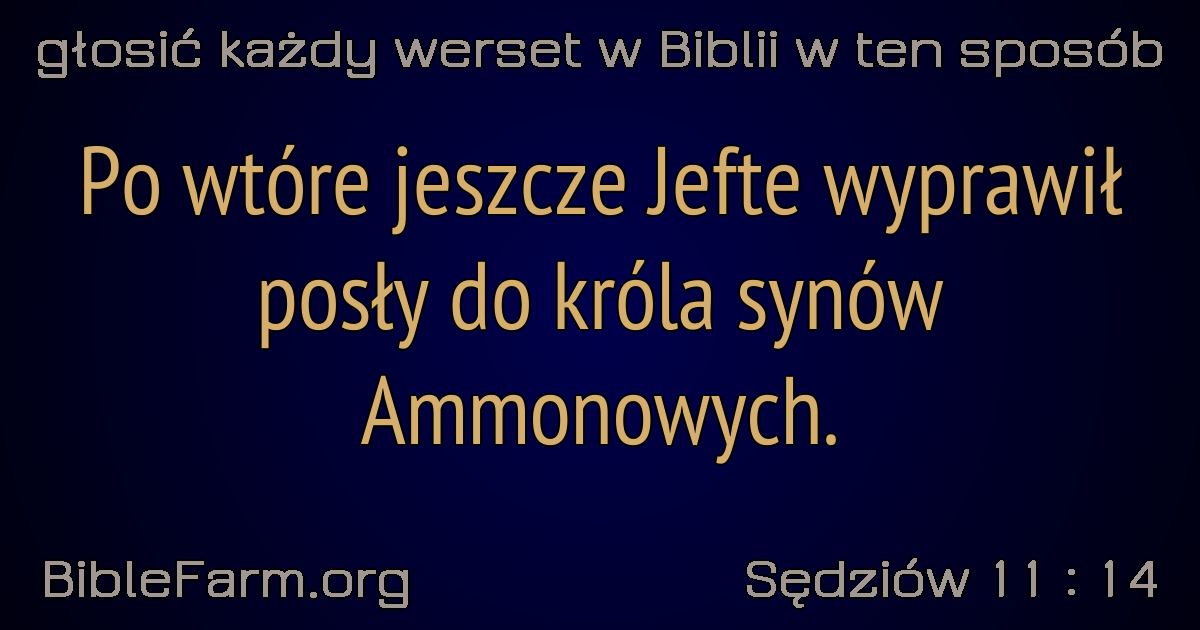 głosić każdy werset w Biblii w ten sposób
Po wtóre jeszcze Jefte wyprawił
posły do króla synów
Ammonowych.
BibleFarm.org
Sędziów 11 : 14